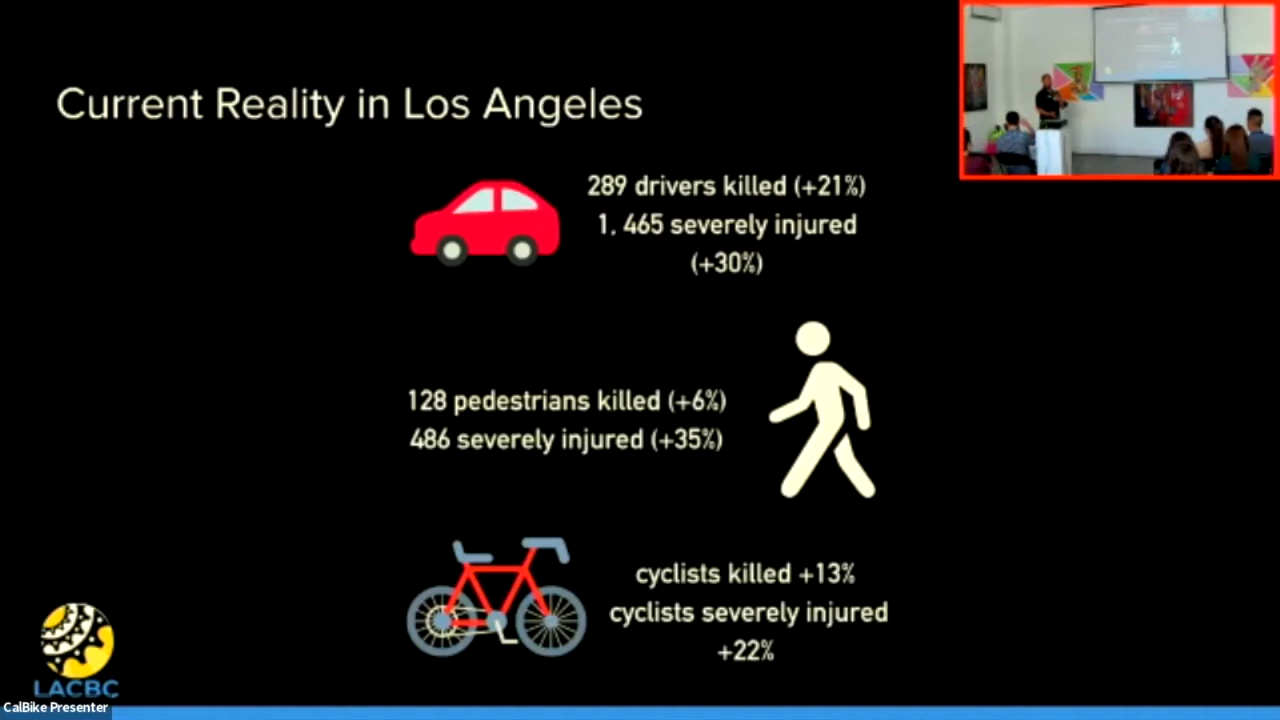 Current Reality in Los Angeles
289 drivers killed (+21%)
1, 465 severely injured
(+30%)
128 pedestrians killed (+6%)
486 severely injured (+35%)
cyclists killed +13%
cyclists severely injured
+22%
LACBC
CalBike Presenter